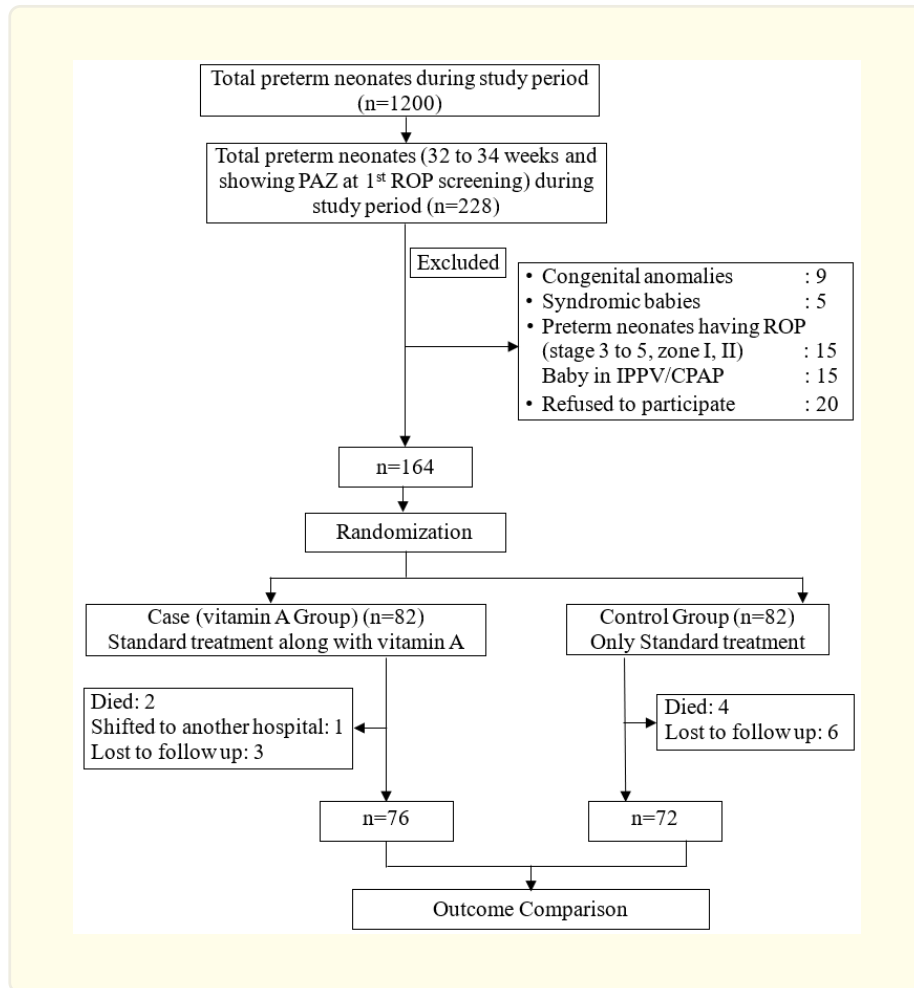 Total preterm neonates during study period
(n=1200)
Total preterm neonates (32 to 34 weeks and
showing PAZ at 1st ROP screening) during
study period (n=228)
Excluded
• Congenital anomalies : 9
• Syndromic babies : 5
• Preterm neonates having ROP
(stage 3 to 5, zone I, II) : 15
Baby in IPPV/CPAP : 15
• Refused to participate : 20
n=164
Randomization
Case (vitamin A Group) (n=82)
Standard treatment along with vitamin A
Control Group (n=82)
Only Standard treatment
Died: 2
Shifted to another hospital: 1
Lost to follow up: 3
Died: 4
Lost to follow up: 6
n=76
n=72
Outcome Comparison